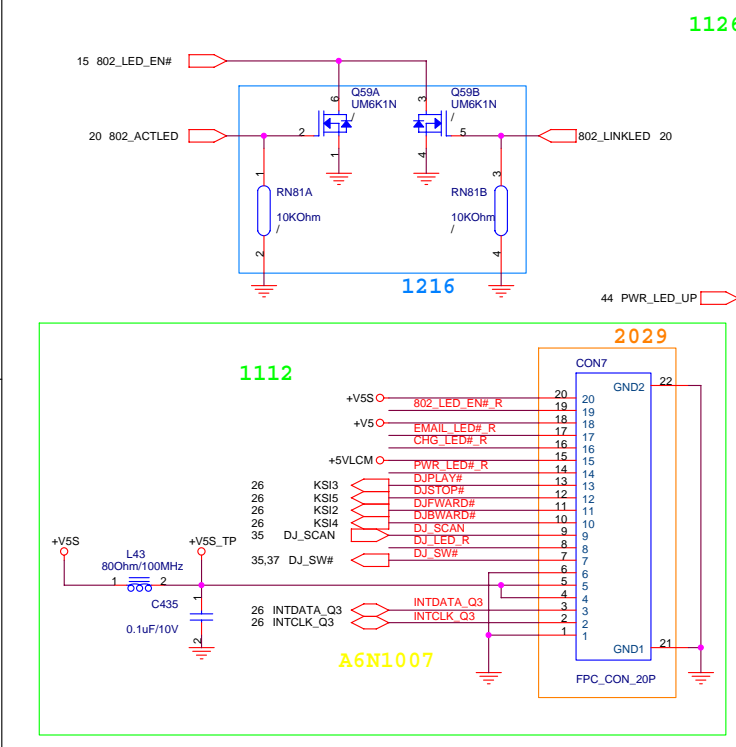 1126
15 802_LED_EN#
6 Q59A 3 Q59B
UM6K1N UM6K1N
/ /
20 802_ACTLED 2 5 802_LINKLED 20
1 4
1 3
RN81A RN81B
10KOhm 10KOhm
/ /
2 4
1216
44 PWR_LED_UP
2029
1112 CON7
GND2 22
+V5S 20 20
802_LED_EN#_R 19 19
+V5 18 18
EMAIL_LED#_R 17 17
CHG_LED#_R 16 16
+5VLCM 15 15
PWR_LED#_R 14 14
26 KSI3 DJPLAY# 13 13
26 KSI5 DJSTOP# 12 12
26 KSI2 DJFWARD# 11 11
26 KSI4 DJBWARD# 10 10
35 DJ_SCAN DJ_SCAN 9 9
DJ_LED_R 8 8
+V5S +V5S_TP
35,37 DJ_SW# DJ_SW# 7 7
L43
80Ohm/100MHz
6 6
1 2 5 5
4 4
1 C435
26 INTDATA_Q3 INTDATA_Q3 3 3
26 INTCLK_Q3 INTCLK_Q3 2 2
0.1uF/10V
2
1 1
GND1 21
A6N1007
FPC_CON_20P